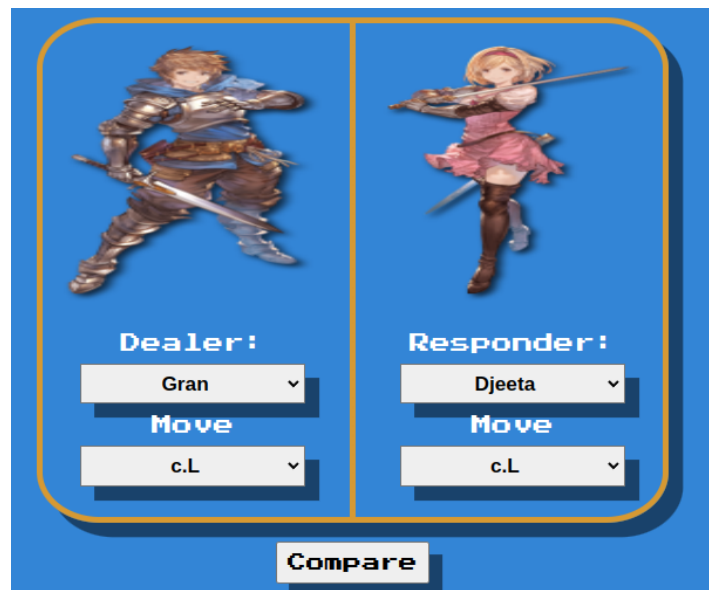 Dealer:
Gran
Move
c.L
Responder:
Djeeta
Move
c.L
Compare